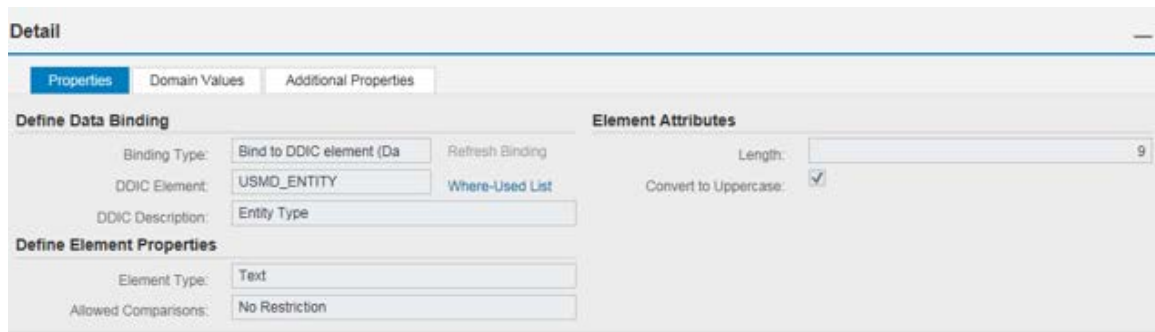 Detail
Properties Domain Values Additional Properties
Define Data Binding
Binding Type: Bind to DDIC element (Da Refresh Binding
DDIC Element: USMD_ENTITY Where-Used List
DDIC Description: Entity Type
Define Element Properties
Element Type: Text
Allowed Comparisons: No Restriction
Element Attributes
Length: 9
Convert to Uppercase: